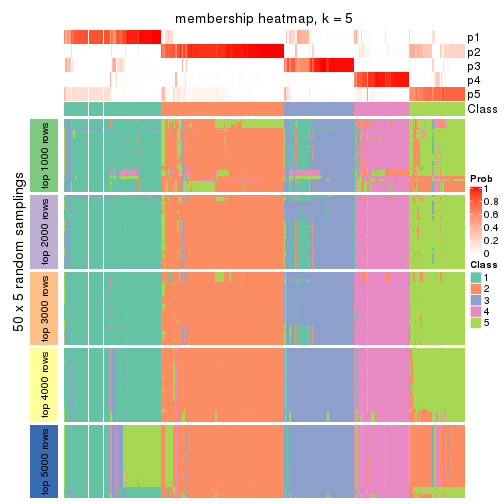 membership heatmap, k = 5
p1
p2
p3
p4
p5
Class
50 x 5 random samplings
top 1000 rows
top 2000 rows
top 3000 rows
top 4000 rows
top 5000 rows
Prob
1
0.8
0.6
0.4
0.2
0
Class
1
2
3
4
5